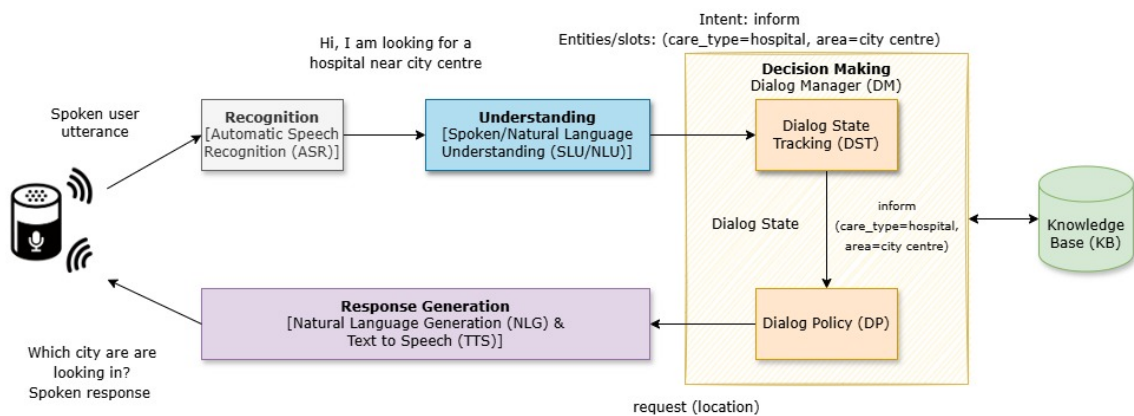 Intent: inform
Entities/slots: (care_type=hospital, area=city centre)
Hi, I am looking for a
hospital near city centre
Decision Making
Dialog Manager (DM)
Spoken user
utterance
Recognition
[Automatic Speech
Recognition (ASR)]
Understanding
[Spoken/Natural Language
Understanding (SLU/NLU)]
Dialog State
Tracking (DST)
Dialog State
inform
(care_type=hospital,
area=city centre)
Knowledge
Base (KB)
Response Generation
[Natural Language Generation (NLG) &
Text to Speech (TTS)]
Dialog Policy (DP)
Which city are are
looking in?
Spoken response
request (location)